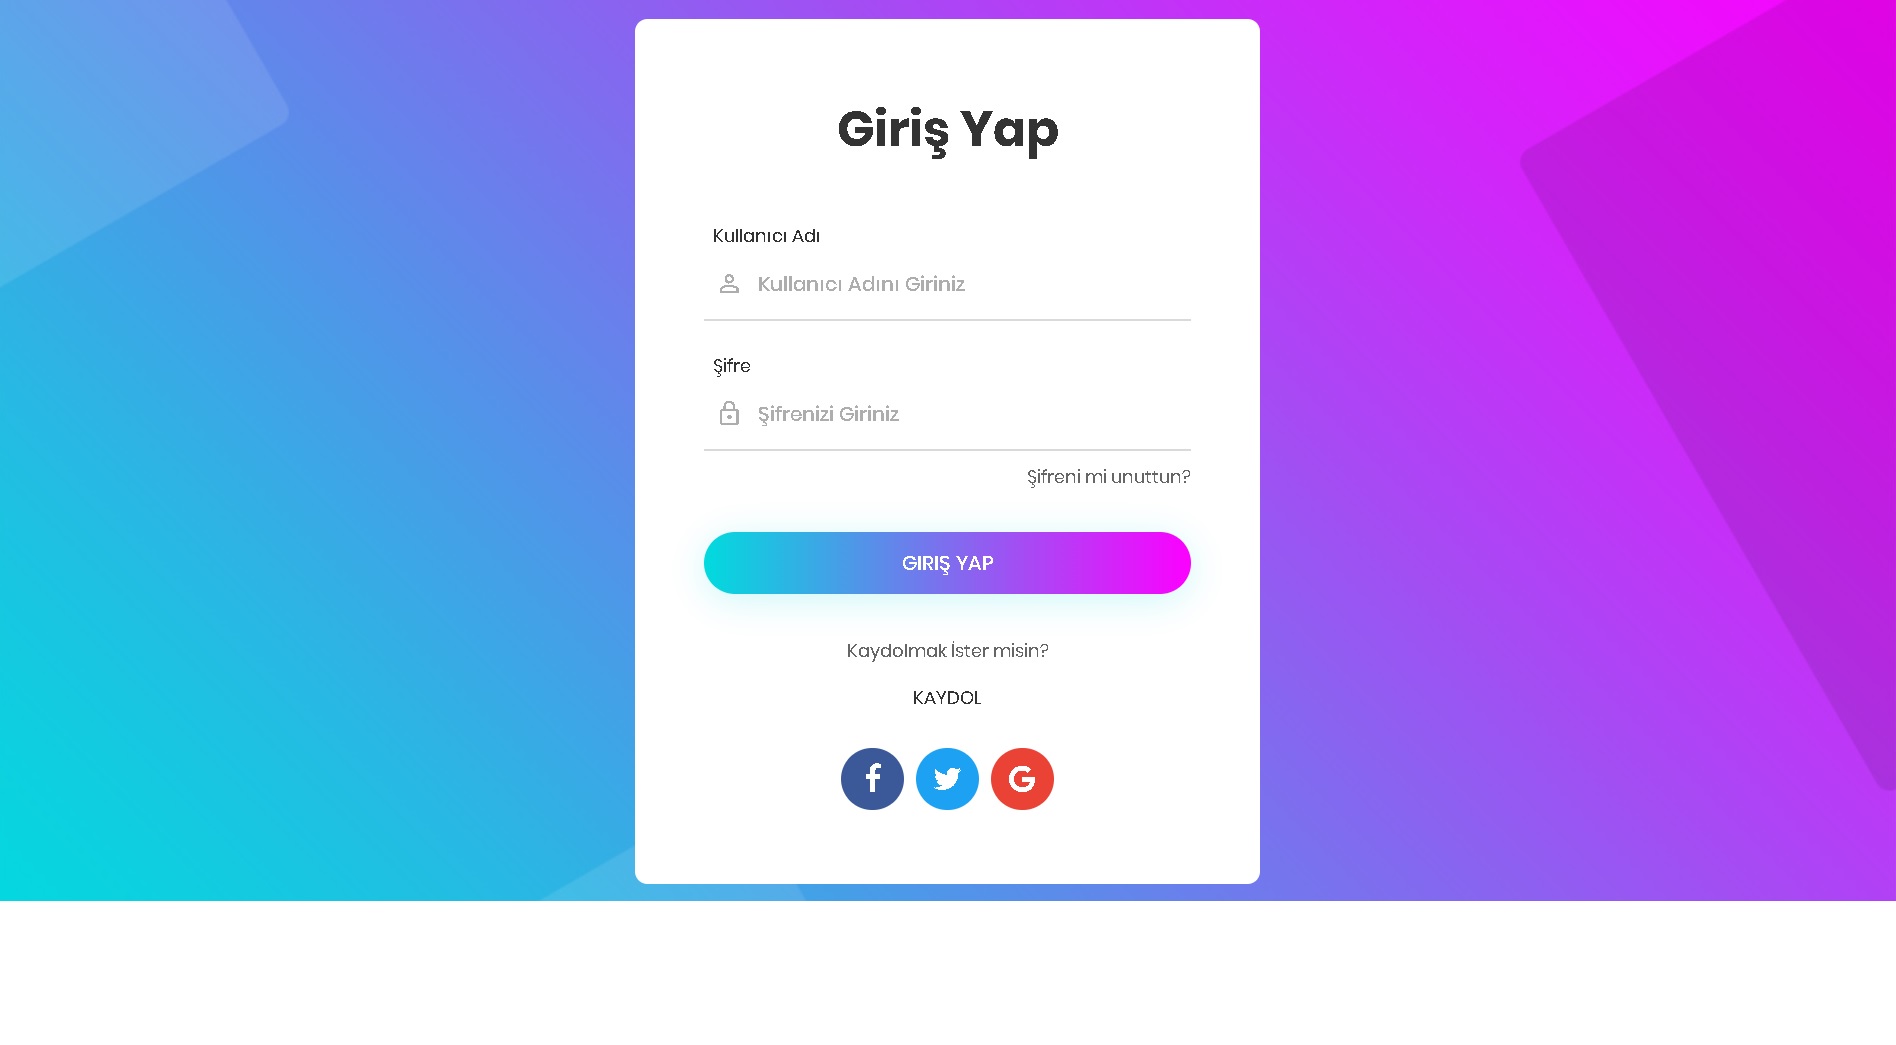 Giriş Yap
Kullanıcı Adı
Kullanıcı Adını Giriniz
Şifre
Şifrenizi Giriniz
Şifreni mi unuttun?
GIRIŞ YAP
Kaydolmak İster misin?
KAYDOL